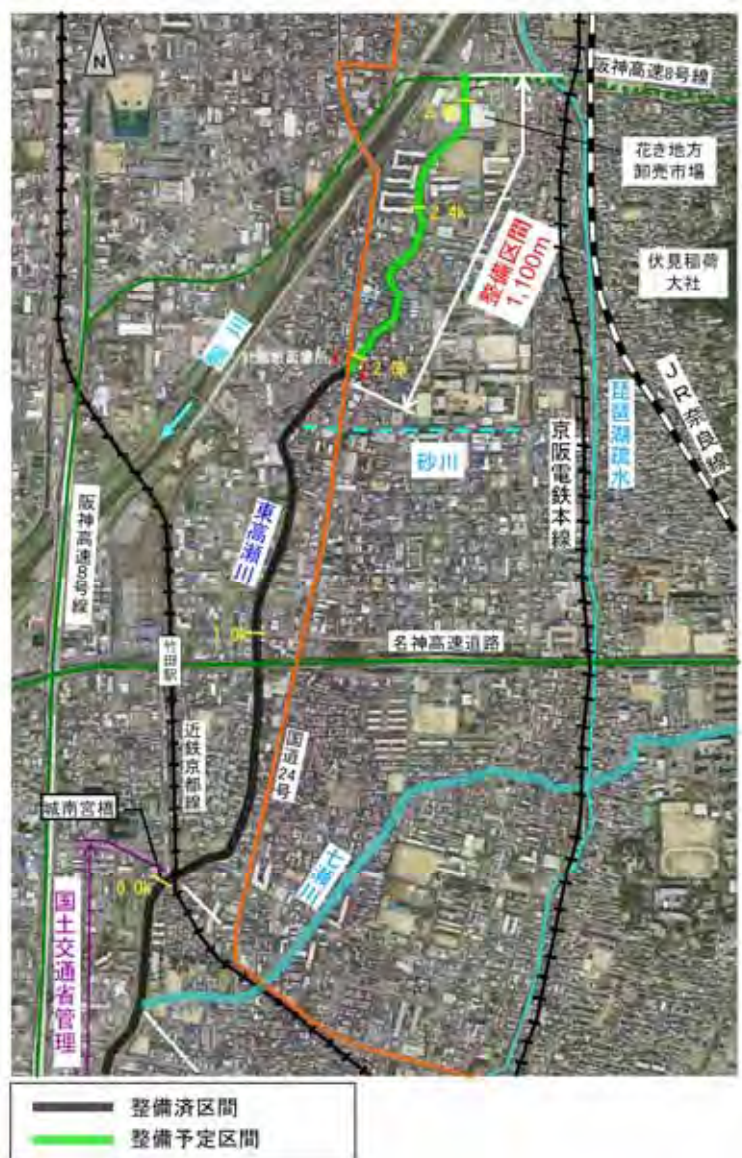 N
阪神高速8号線
花き地方
卸売市場
2.4k
整備区間
1,100m
伏見稲荷
大社
鴨川
2.0k
JR奈良線
琵琶湖疏水
砂川
京阪電鉄本線
阪神高速8号線
東高瀬川
1.0k
名神高速道路
竹田駅
近鉄京都線
国道24号
城南宮橋
0.0k
七瀬川
国土交通省管理
整備済区間
整備予定区間